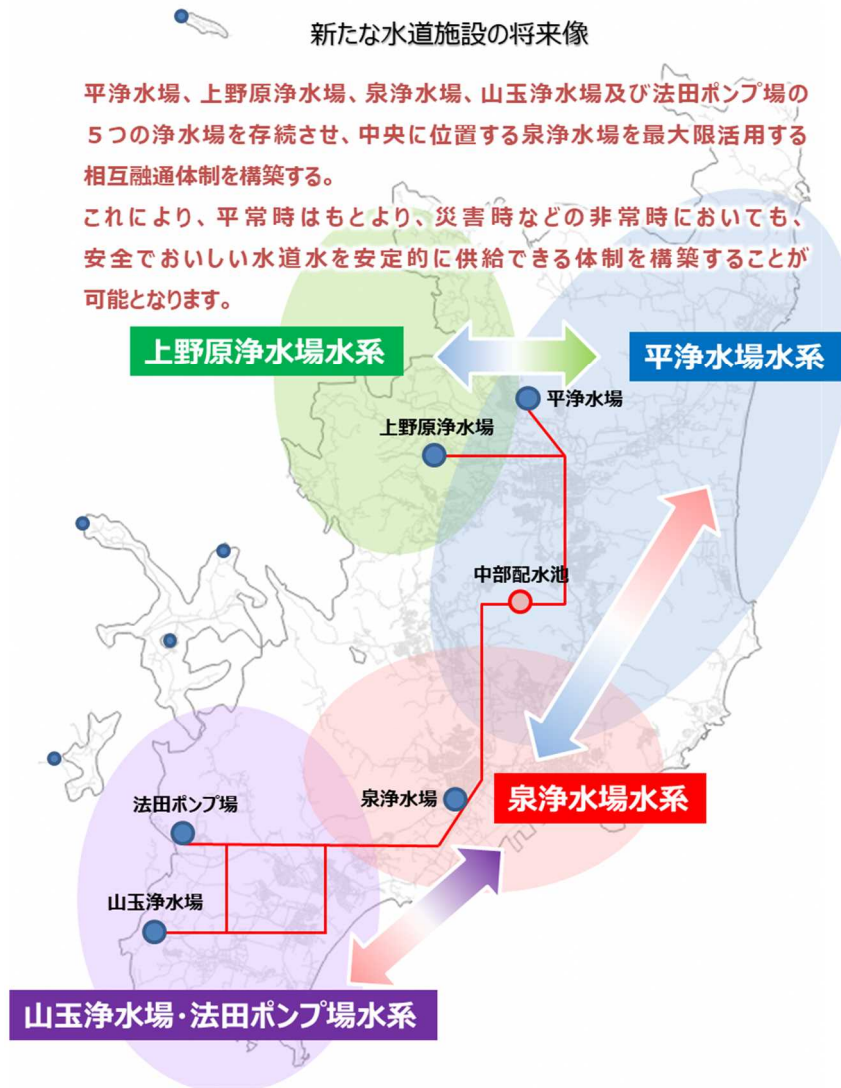 新たな水道施設の将来像
平浄水場、上野原浄水場、泉浄水場、山玉浄水場及び法田ポンプ場の
５つの浄水場を存続させ、中央に位置する泉浄水場を最大限活用する
相互融通体制を構築する。
これにより、平常時はもとより、災害時などの非常時においても、
安全でおいしい水道水を安定的に供給できる体制を構築することが
可能となります。
上野原浄水場水系
平浄水場水系
平浄水場
上野原浄水場
中部配水池
泉浄水場
泉浄水場水系
法田ポンプ場
山玉浄水場
山玉浄水場・法田ポンプ場水系